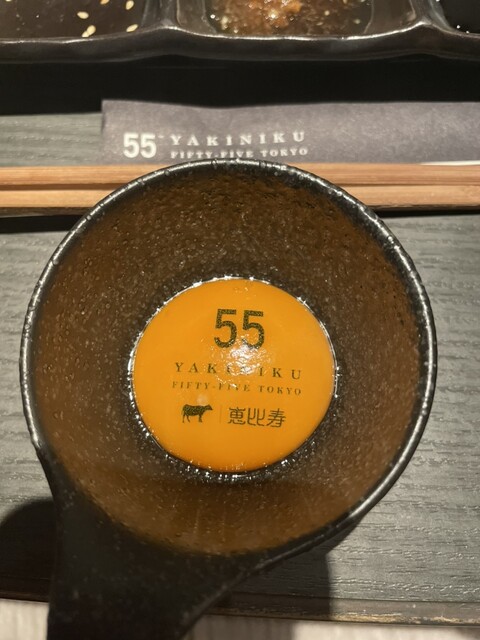 55 YAKINIKU
FIFTY-FIVE TOKYO
55
YAKINIKU
FIFTY-FIVE TOKYO
恵比寿